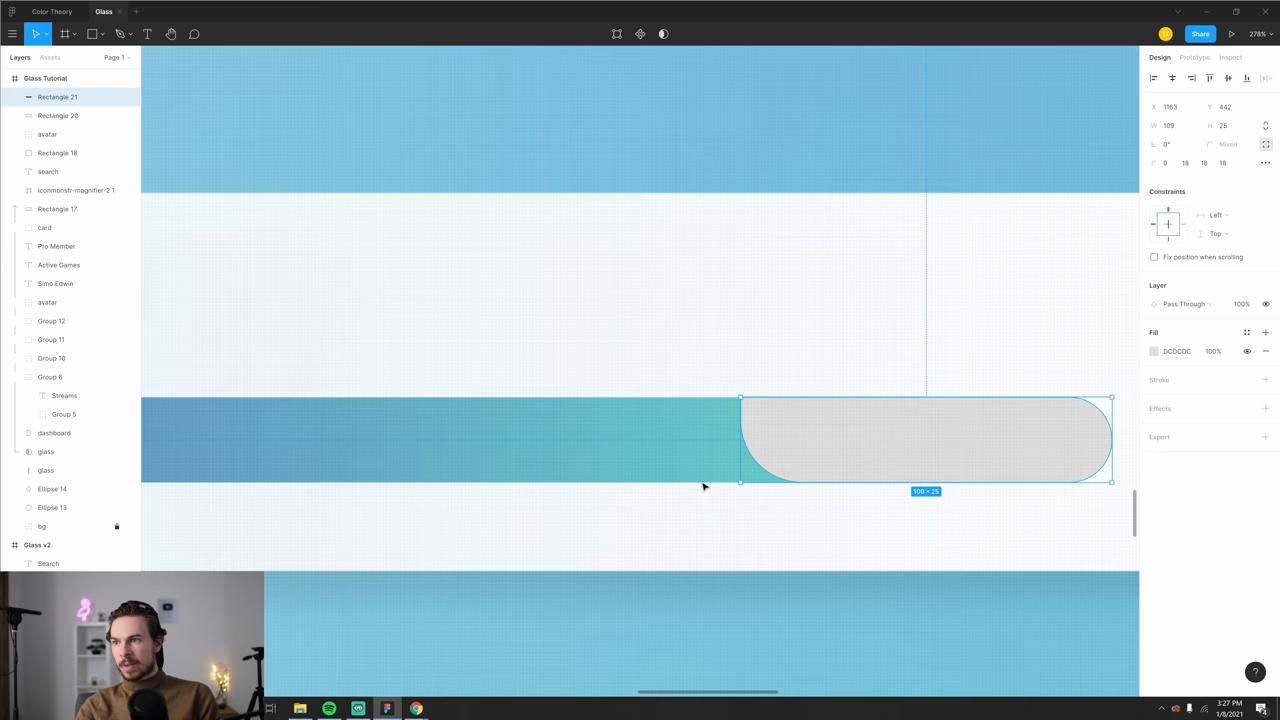 Color Theory
Glass
Share
278%
Layers
Assets
Page 1
Design
Prototype
Inspect
Glass Tutorial
Rectangle 21
Rectangle 20
avatar
Rectangle 18
search
iconmonstr-magnifier-2 1
Rectangle 17
card
Pro Member
Active Games
Simo Edwin
avatar
Group 12
Group 11
Group 10
Group 6
Streams
Group 5
dashboard
glass
glass
Ellipse 14
Ellipse 13
bg
Glass v2
Search
109 × 25
X 1163 Y 442
W 109 H 25
0° Mixed
0 18 18 18
Constraints
Left
Top
Fix position when scrolling
Layer
Pass Through 100%
Fill
DCDCDC 100%
Stroke
Effects
Export
?
3:27 PM
1/8/2021
4